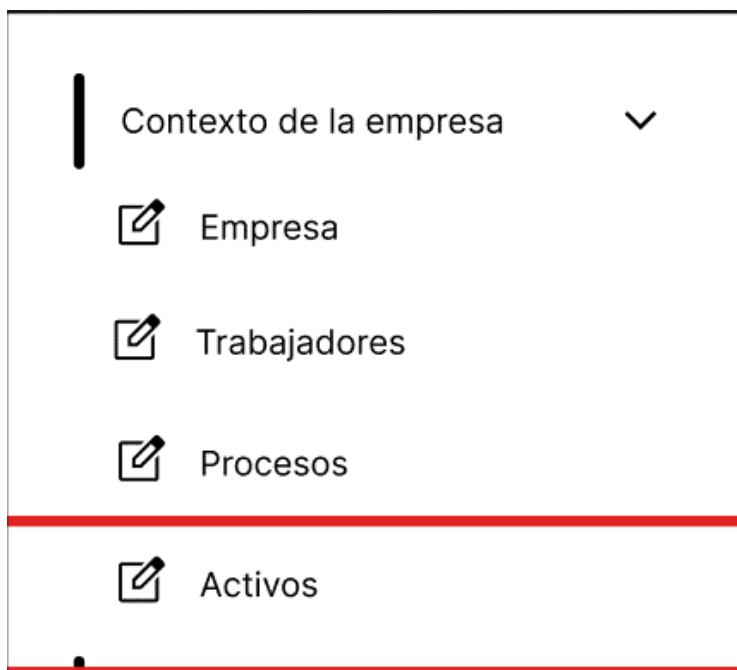 Contexto de la empresa
Empresa
Trabajadores
Procesos
Activos